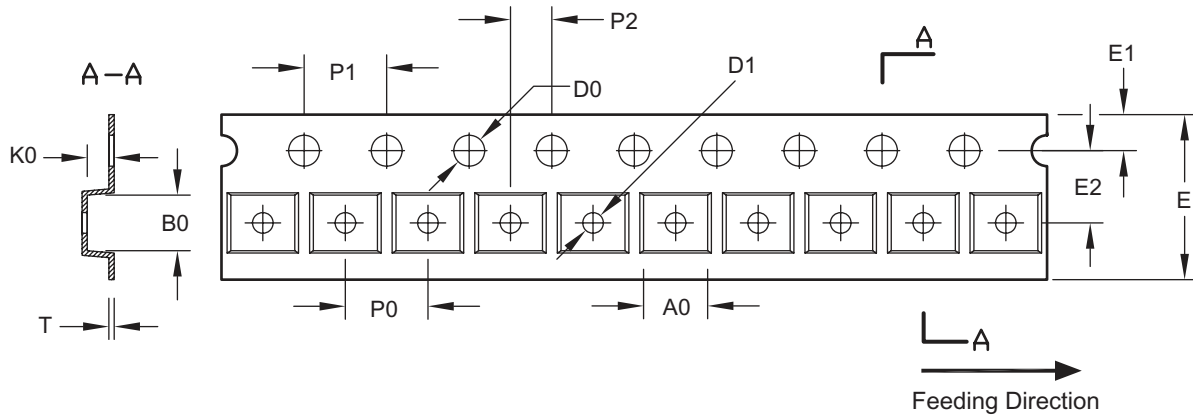 P2
A
E1
A-A
P1
D1
D0
K0
E2
B0
E
P0
A0
T
A
Feeding Direction